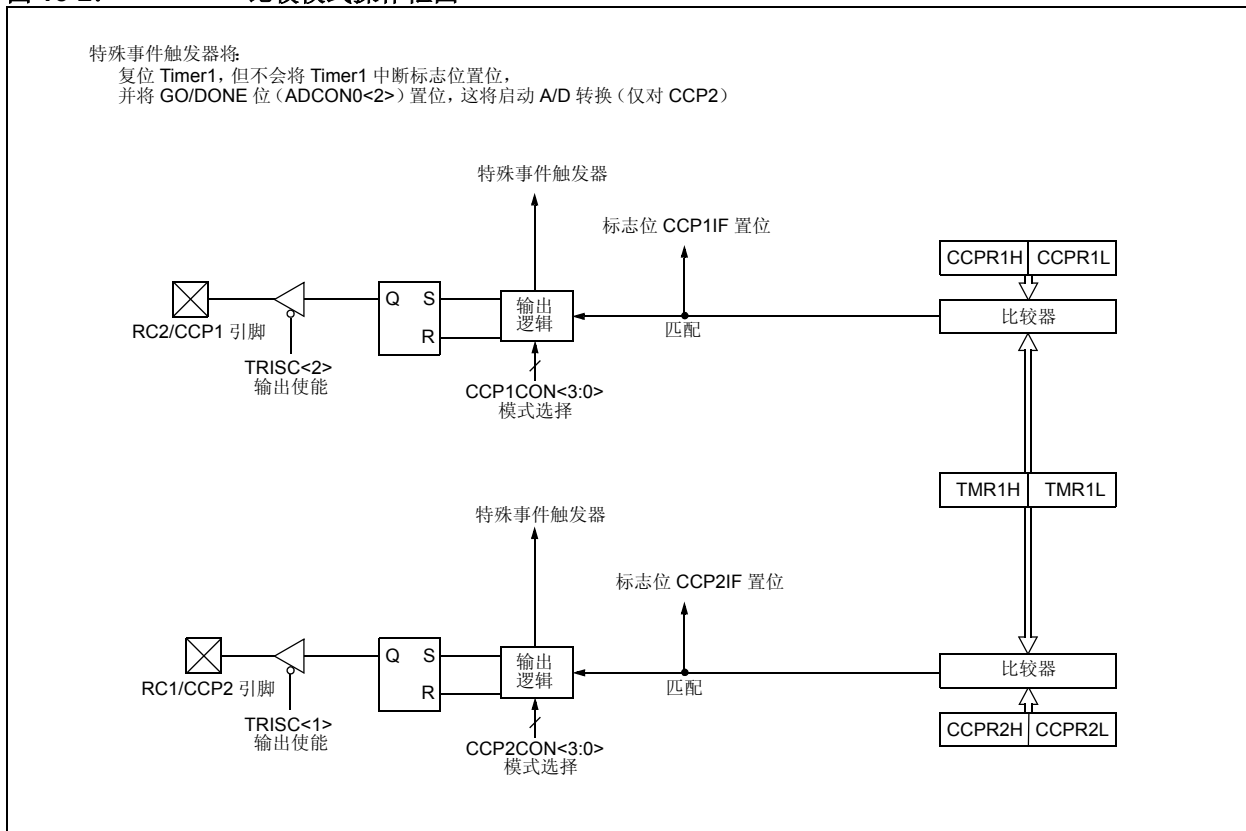 特殊事件触发器将:
复位 Timer1，但不会将 Timer1 中断标志位置位，
并将 GO/DONE 位（ADCON0<2>）置位，这将启动 A/D 转换（仅对 CCP2）
特殊事件触发器
标志位 CCP1IF 置位
CCPR1H CCPR1L
Q S
R
输出
逻辑
匹配
比较器
RC2/CCP1 引脚
TRISC<2>
输出使能
CCP1CON<3:0>
模式选择
TMR1H TMR1L
特殊事件触发器
标志位 CCP2IF 置位
Q S
R
输出
逻辑
匹配
比较器
RC1/CCP2 引脚
TRISC<1>
输出使能
CCP2CON<3:0>
模式选择
CCPR2H CCPR2L